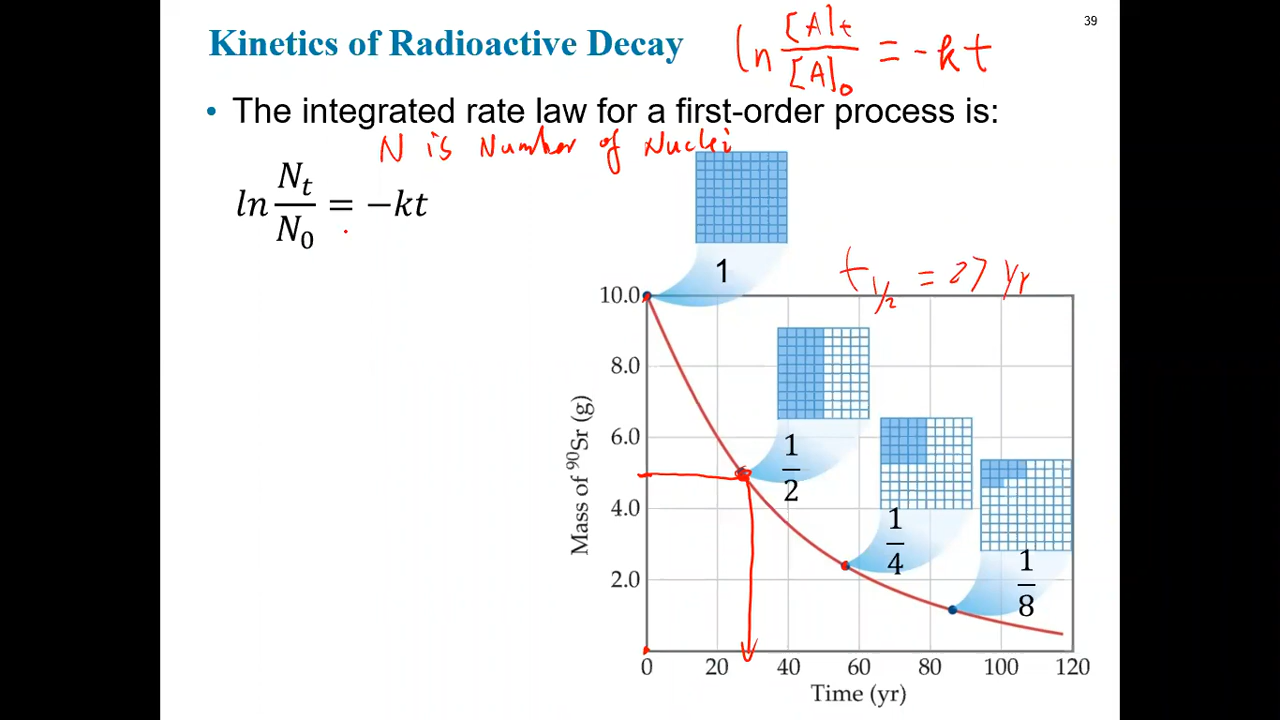 39
Kinetics of Radioactive Decay
ln [A]t / [A]0 = -kt
• The integrated rate law for a first-order process is:
N is Number of Nuclei
ln Nt / N0 = −kt
1
t1/2 = 27 yr
10.0
8.0
6.0
4.0
2.0
Mass of 90Sr (g)
1/2
1/4
1/8
0 20 40 60 80 100 120
Time (yr)